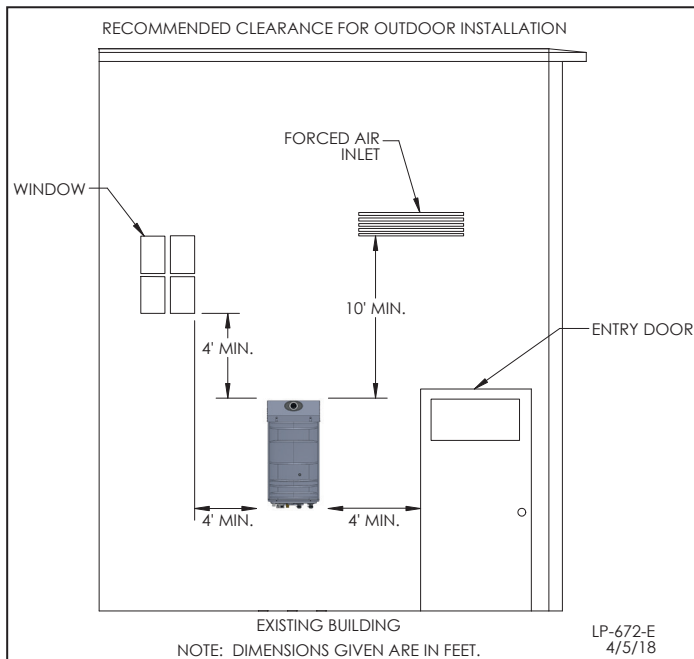 RECOMMENDED CLEARANCE FOR OUTDOOR INSTALLATION
FORCED AIR
INLET
WINDOW
10' MIN.
ENTRY DOOR
4' MIN.
4' MIN.
4' MIN.
EXISTING BUILDING
NOTE: DIMENSIONS GIVEN ARE IN FEET.
LP-672-E
4/5/18